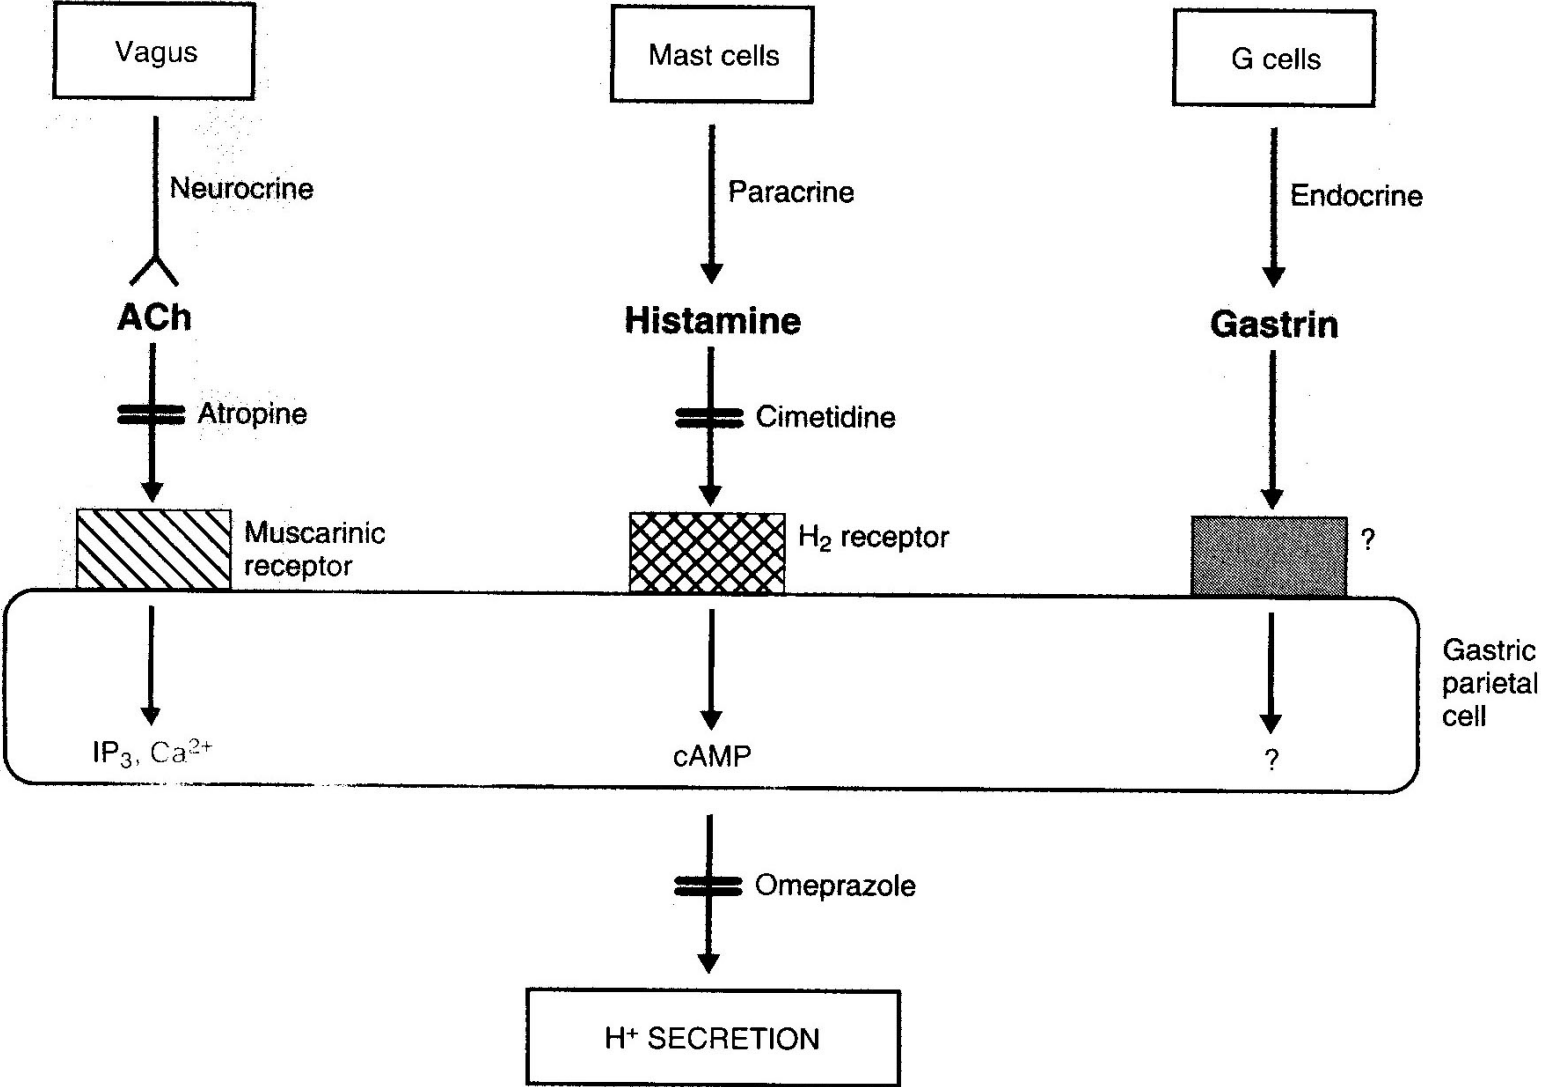 Vagus
Mast cells
G cells
Neurocrine
Paracrine
Endocrine
ACh
Histamine
Gastrin
Atropine
Cimetidine
Muscarinic
receptor
H₂ receptor
?
Gastric
parietal
cell
IP₃, Ca²⁺
cAMP
?
Omeprazole
H⁺ SECRETION